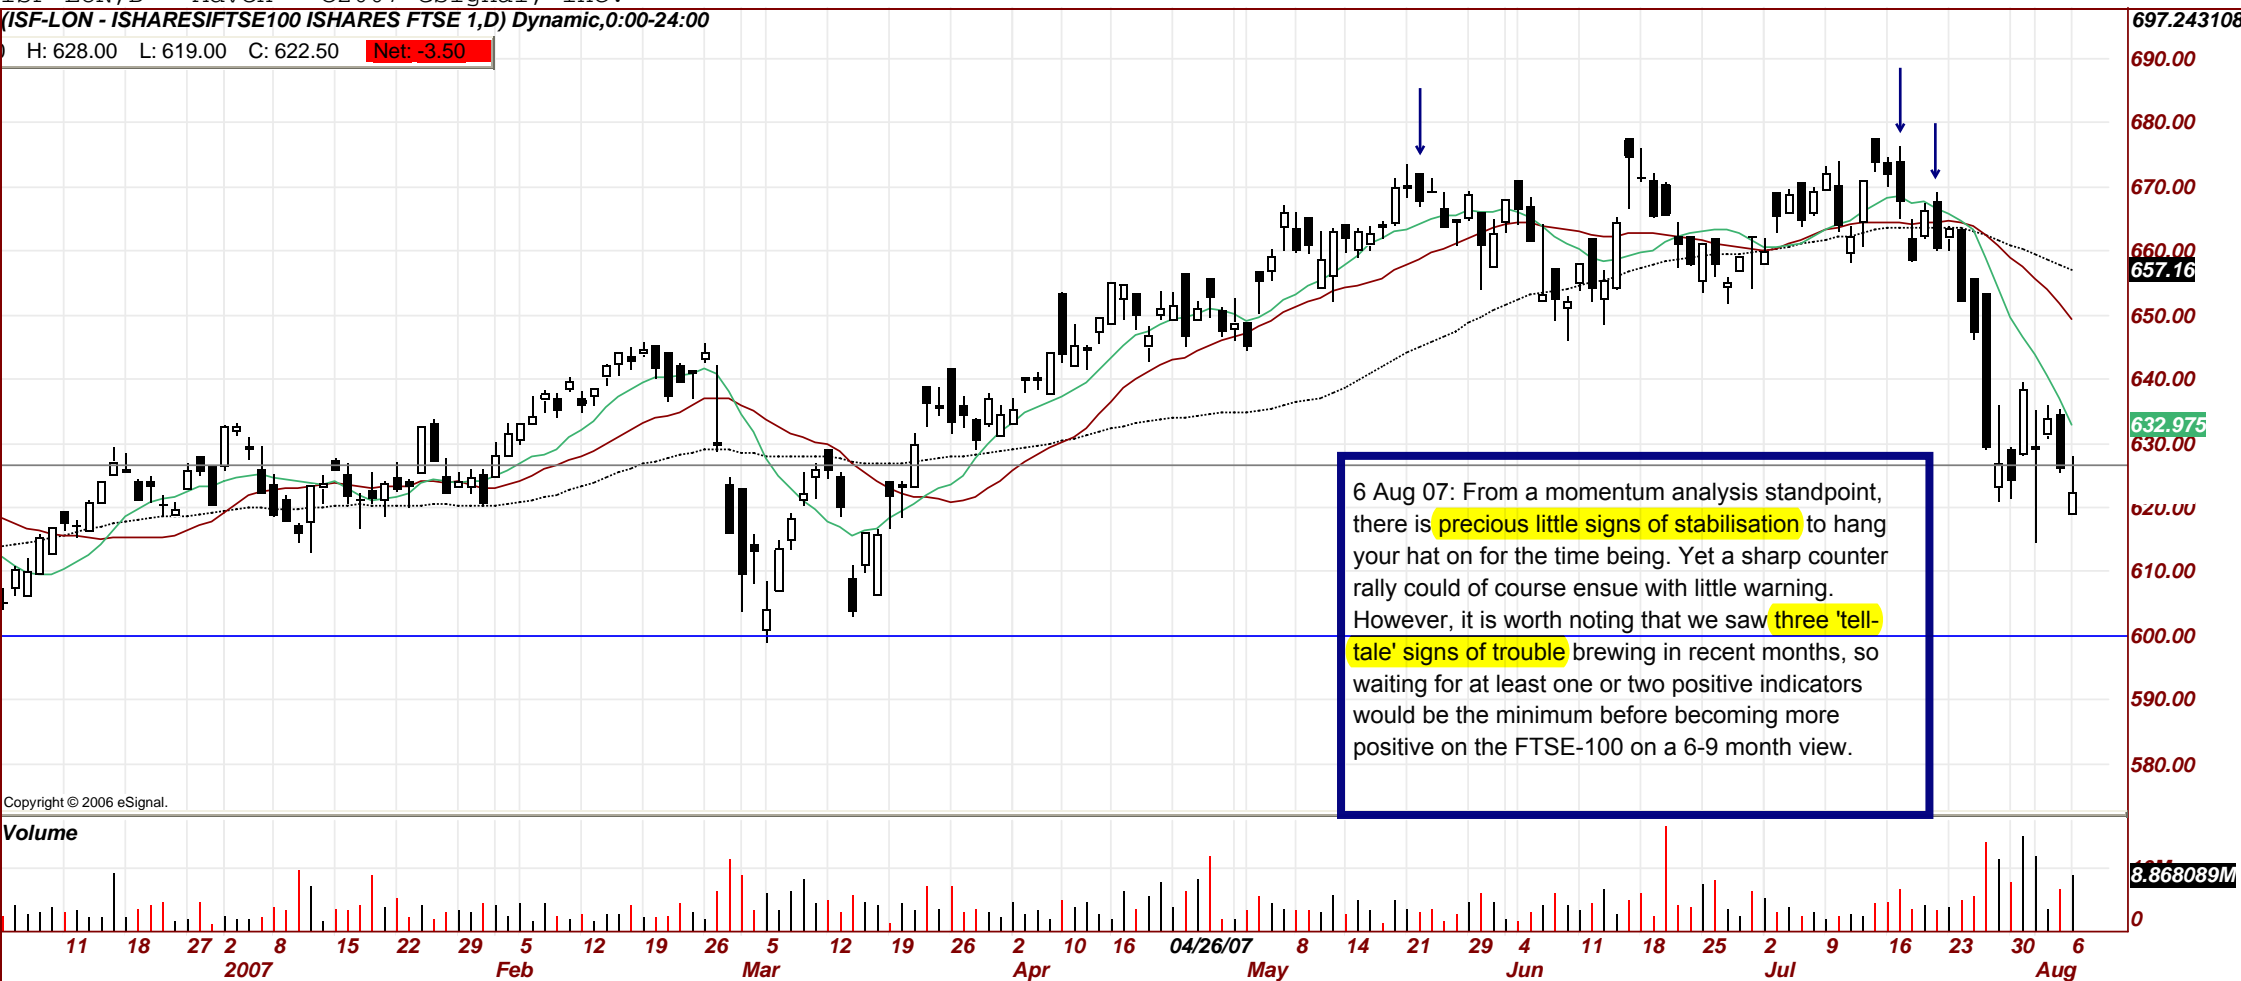 (ISF-LON - ISHARESIFTSE100 ISHARES FTSE 1,D) Dynamic,0:00-24:00
H: 628.00 L: 619.00 C: 622.50 Net: -3.50
697.243108
690.00
680.00
670.00
660.00
657.16
650.00
640.00
632.975
630.00
620.00
610.00
600.00
590.00
580.00
6 Aug 07: From a momentum analysis standpoint,
there is precious little signs of stabilisation to hang
your hat on for the time being. Yet a sharp counter
rally could of course ensue with little warning.
However, it is worth noting that we saw three 'tell-
tale' signs of trouble brewing in recent months, so
waiting for at least one or two positive indicators
would be the minimum before becoming more
positive on the FTSE-100 on a 6-9 month view.
Copyright © 2006 eSignal.
Volume
8.868089M
0
11 18 27 2 8 15 22 29 5 12 19 26 5 12 19 26 2 10 16 04/26/07 8 14 21 29 4 11 18 25 2 9 16 23 30 6
2007 Feb Mar Apr May Jun Jul Aug